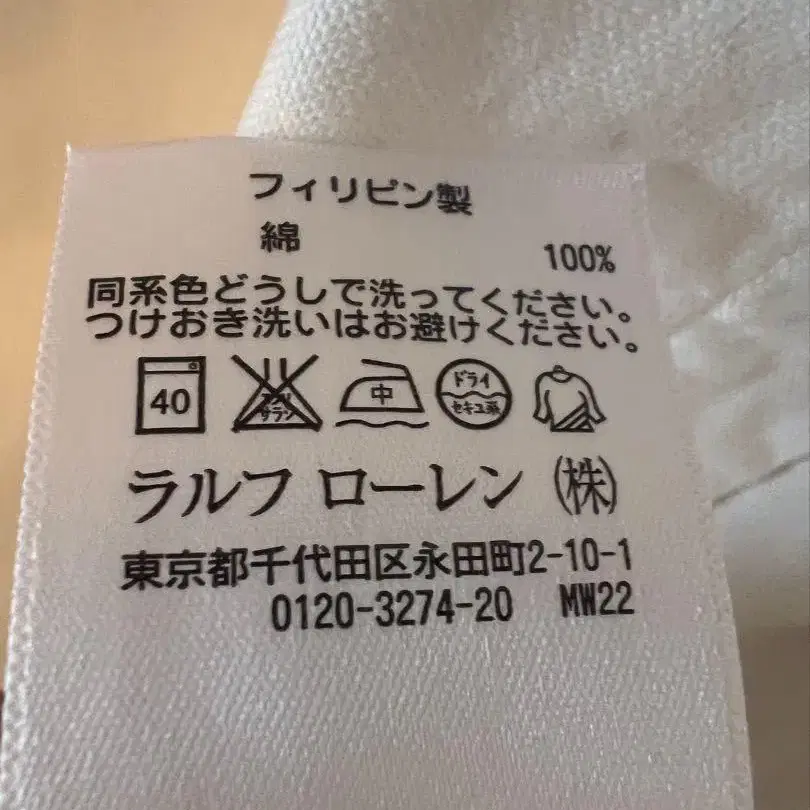 フィリピン製
綿 100%
同系色どうしで洗ってください。
つけおき洗いはお避けください。
40 中 ドライ セキユ系
ラルフ ローレン (株)
東京都千代田区永田町2-10-1
0120-3274-20 MW22